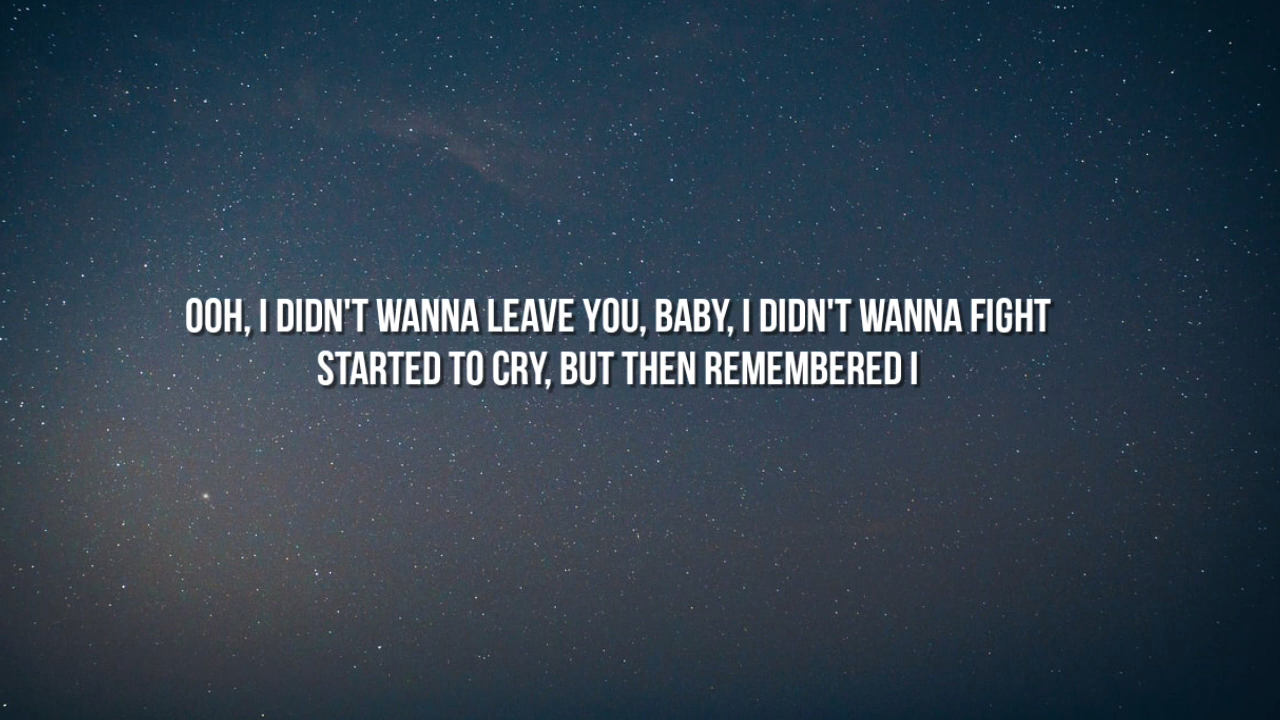 OOH, I DIDN'T WANNA LEAVE YOU, BABY, I DIDN'T WANNA FIGHT
STARTED TO CRY, BUT THEN REMEMBERED I